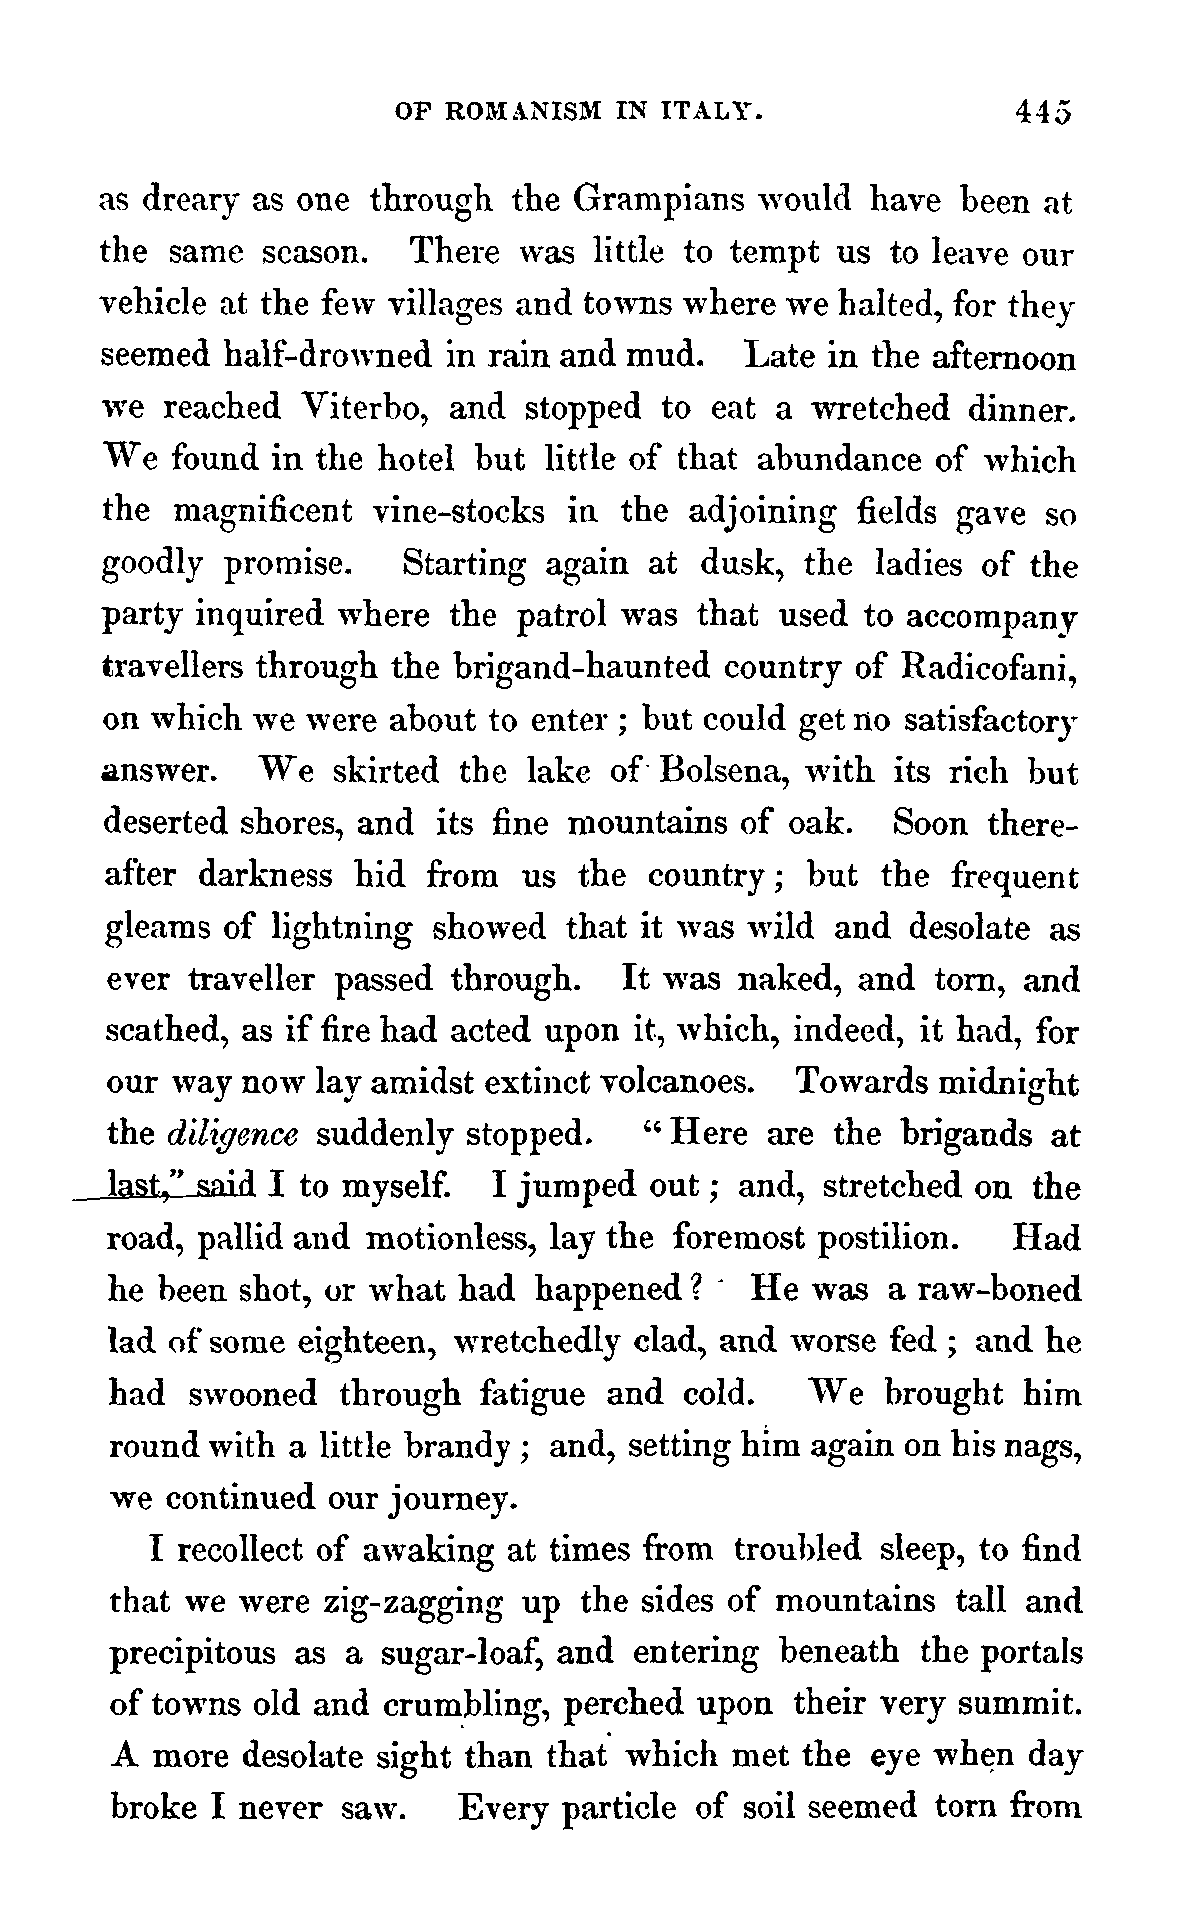 OF ROMANISM IN ITALY. 445
as dreary as one through the Grampians would have been at
the same season. There was little to tempt us to leave our
vehicle at the few villages and towns where we halted, for they
seemed half-drowned in rain and mud. Late in the afternoon
we reached Viterbo, and stopped to eat a wretched dinner.
We found in the hotel but little of that abundance of which
the magnificent vine-stocks in the adjoining fields gave so
goodly promise. Starting again at dusk, the ladies of the
party inquired where the patrol was that used to accompany
travellers through the brigand-haunted country of Radicofani,
on which we were about to enter ; but could get no satisfactory
answer. We skirted the lake of Bolsena, with its rich but
deserted shores, and its fine mountains of oak. Soon there-
after darkness hid from us the country ; but the frequent
gleams of lightning showed that it was wild and desolate as
ever traveller passed through. It was naked, and torn, and
scathed, as if fire had acted upon it, which, indeed, it had, for
our way now lay amidst extinct volcanoes. Towards midnight
the diligence suddenly stopped. “ Here are the brigands at
last,” said I to myself. I jumped out ; and, stretched on the
road, pallid and motionless, lay the foremost postilion. Had
he been shot, or what had happened ? He was a raw-boned
lad of some eighteen, wretchedly clad, and worse fed ; and he
had swooned through fatigue and cold. We brought him
round with a little brandy ; and, setting him again on his nags,
we continued our journey.
I recollect of awaking at times from troubled sleep, to find
that we were zig-zagging up the sides of mountains tall and
precipitous as a sugar-loaf, and entering beneath the portals
of towns old and crumbling, perched upon their very summit.
A more desolate sight than that which met the eye when day
broke I never saw. Every particle of soil seemed torn from